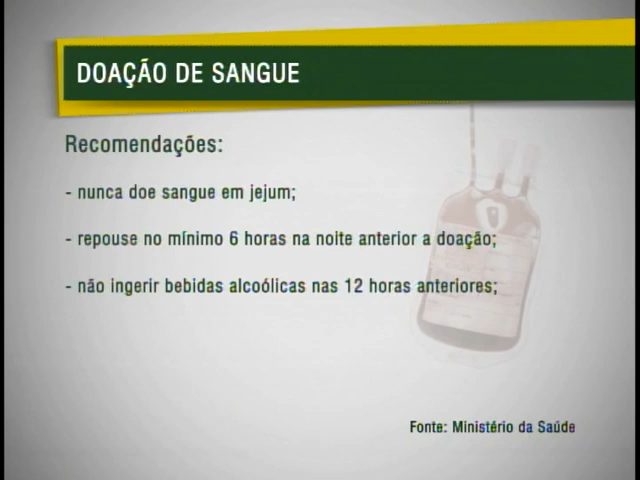 DOAÇÃO DE SANGUE
Recomendações:
- nunca doe sangue em jejum;
- repouse no mínimo 6 horas na noite anterior a doação;
- não ingerir bebidas alcoólicas nas 12 horas anteriores;
Fonte: Ministério da Saúde